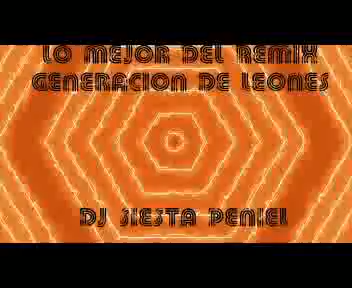 LO MEJOR DEL REMIX
GENERACION DE LEONES
DJ SIESTA PENIEL